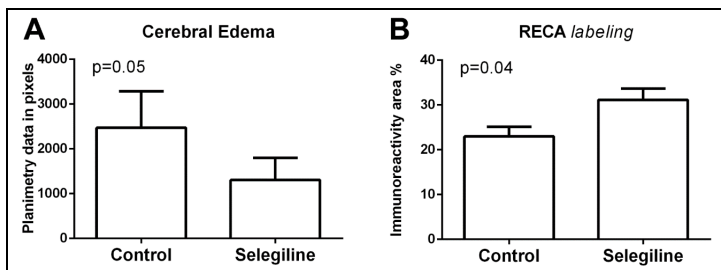 A
Cerebral Edema
p=0.05
Planimetry data in pixels
4000
3000
2000
1000
0
Control
Selegiline
B
RECA labeling
p=0.04
Immunoreactivity area %
40
30
20
10
0
Control
Selegiline